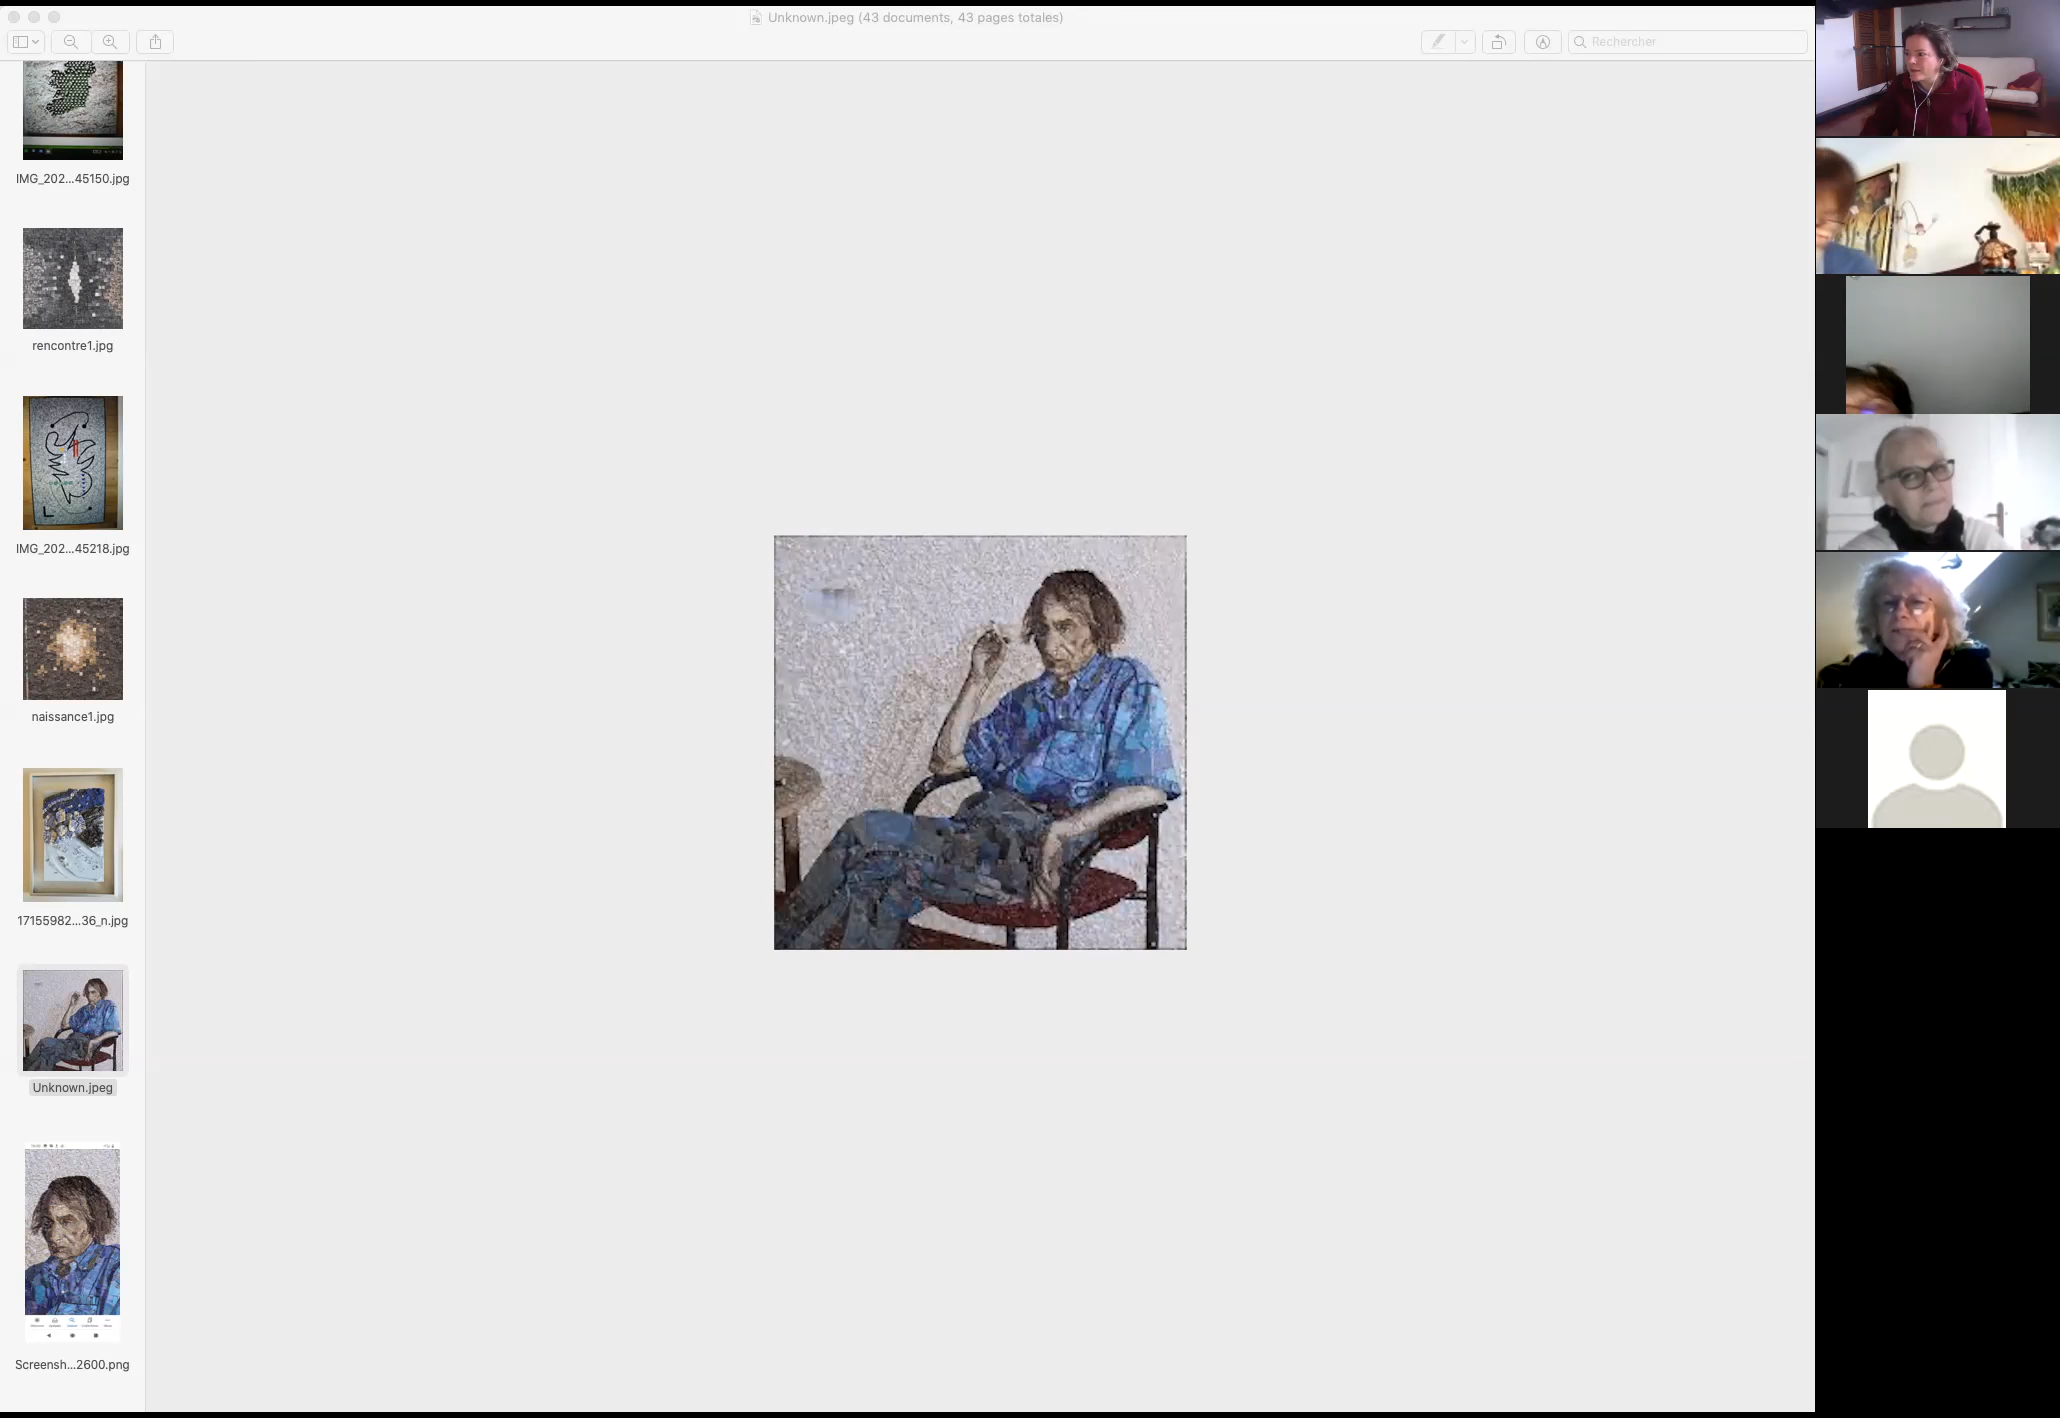 Unknown.jpeg (43 documents, 43 pages totales)
Rechercher
IMG_202...45150.jpg
rencontre1.jpg
IMG_202...45218.jpg
naissance1.jpg
17155982...36_n.jpg
Unknown.jpeg
Screensh...2600.png